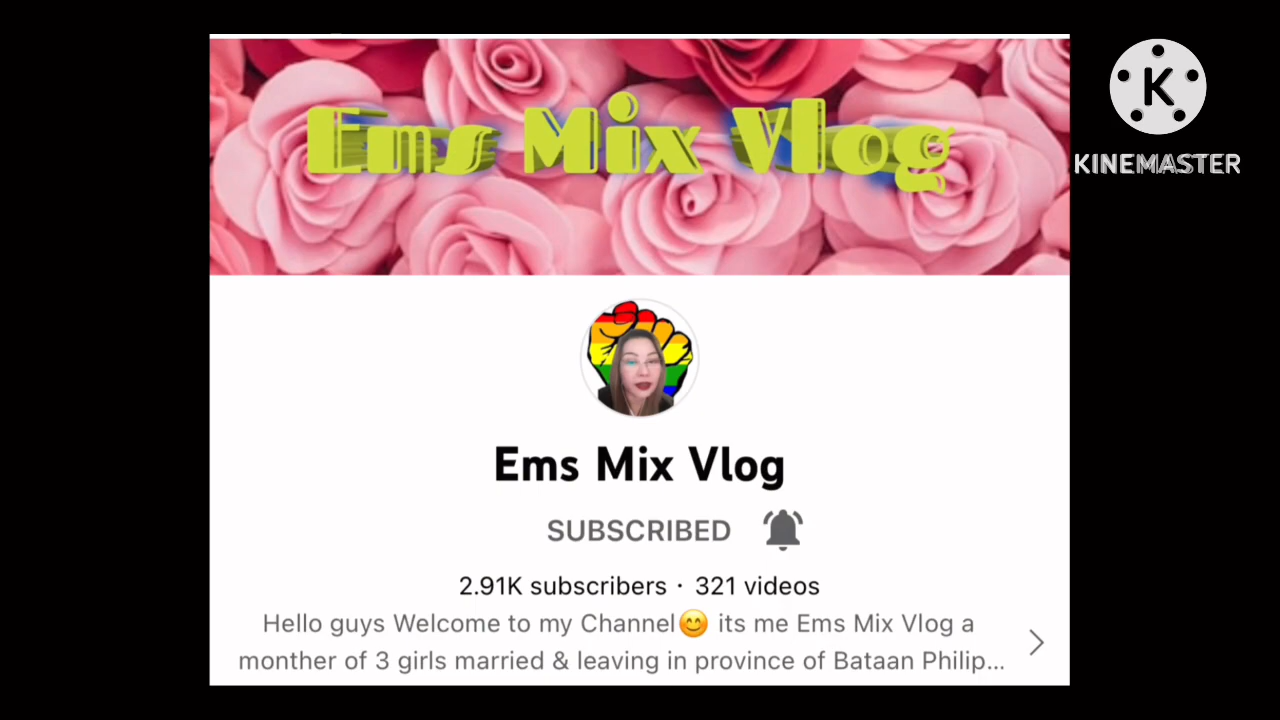 Ems Mix Vlog
K
KINEMASTER
Ems Mix Vlog
SUBSCRIBED
2.91K subscribers · 321 videos
Hello guys Welcome to my Channel😊 its me Ems Mix Vlog a
monther of 3 girls married & leaving in province of Bataan Philip...